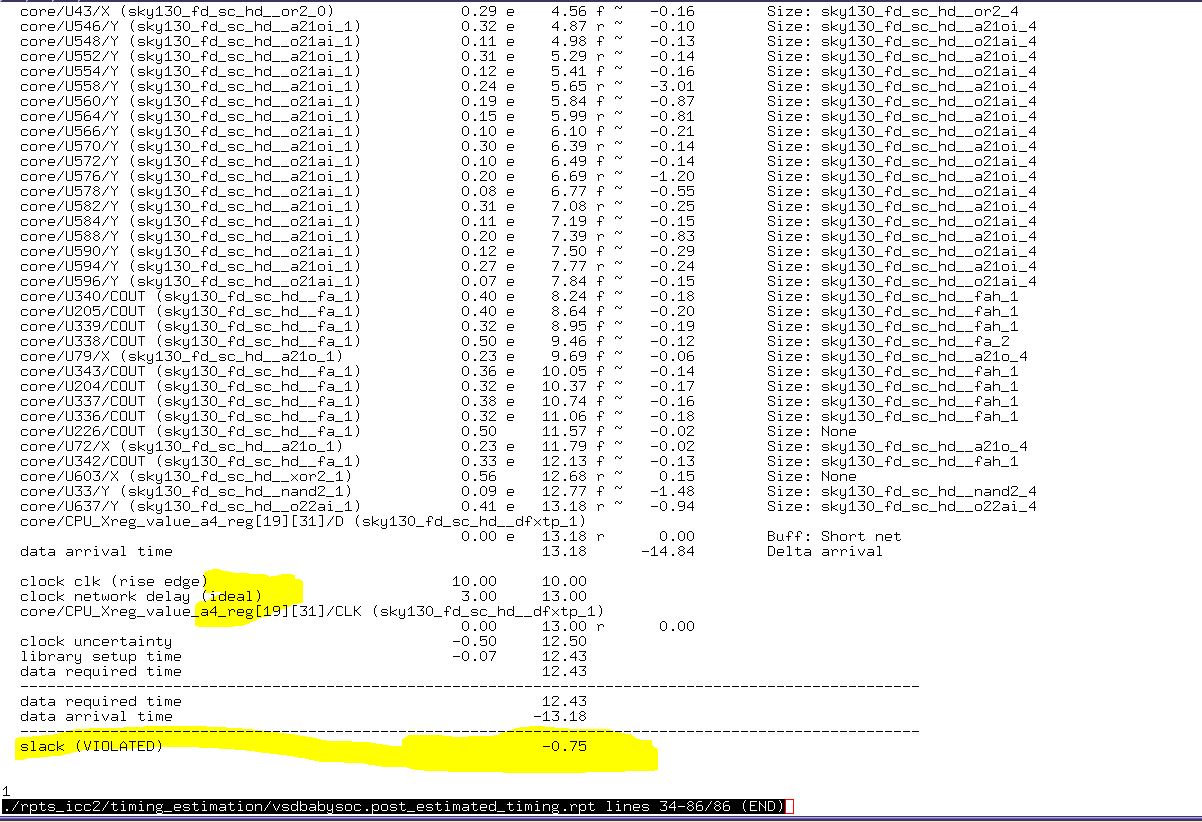 core/U43/X (sky130_fd_sc_hd__or2_0) 0.29 e 4.56 f ~ -0.16 Size: sky130_fd_sc_hd__or2_4
core/U546/Y (sky130_fd_sc_hd__a21oi_1) 0.32 e 4.87 r ~ -0.10 Size: sky130_fd_sc_hd__a21oi_4
core/U548/Y (sky130_fd_sc_hd__o21ai_1) 0.11 e 4.98 f ~ -0.13 Size: sky130_fd_sc_hd__o21ai_4
core/U552/Y (sky130_fd_sc_hd__a21oi_1) 0.31 e 5.29 r ~ -0.14 Size: sky130_fd_sc_hd__a21oi_4
core/U554/Y (sky130_fd_sc_hd__o21ai_1) 0.12 e 5.41 f ~ -0.16 Size: sky130_fd_sc_hd__o21ai_4
core/U558/Y (sky130_fd_sc_hd__a21oi_1) 0.24 e 5.65 r ~ -3.01 Size: sky130_fd_sc_hd__a21oi_4
core/U560/Y (sky130_fd_sc_hd__o21ai_1) 0.19 e 5.84 f ~ -0.87 Size: sky130_fd_sc_hd__o21ai_4
core/U564/Y (sky130_fd_sc_hd__a21oi_1) 0.15 e 5.99 r ~ -0.81 Size: sky130_fd_sc_hd__a21oi_4
core/U566/Y (sky130_fd_sc_hd__o21ai_1) 0.10 e 6.10 f ~ -0.21 Size: sky130_fd_sc_hd__o21ai_4
core/U570/Y (sky130_fd_sc_hd__a21oi_1) 0.30 e 6.39 r ~ -0.14 Size: sky130_fd_sc_hd__a21oi_4
core/U572/Y (sky130_fd_sc_hd__o21ai_1) 0.10 e 6.49 f ~ -0.14 Size: sky130_fd_sc_hd__o21ai_4
core/U576/Y (sky130_fd_sc_hd__a21oi_1) 0.20 e 6.69 r ~ -1.20 Size: sky130_fd_sc_hd__a21oi_4
core/U578/Y (sky130_fd_sc_hd__o21ai_1) 0.08 e 6.77 f ~ -0.55 Size: sky130_fd_sc_hd__o21ai_4
core/U582/Y (sky130_fd_sc_hd__a21oi_1) 0.31 e 7.08 r ~ -0.25 Size: sky130_fd_sc_hd__a21oi_4
core/U584/Y (sky130_fd_sc_hd__o21ai_1) 0.11 e 7.19 f ~ -0.15 Size: sky130_fd_sc_hd__o21ai_4
core/U588/Y (sky130_fd_sc_hd__a21oi_1) 0.20 e 7.39 r ~ -0.83 Size: sky130_fd_sc_hd__a21oi_4
core/U590/Y (sky130_fd_sc_hd__o21ai_1) 0.12 e 7.50 f ~ -0.29 Size: sky130_fd_sc_hd__o21ai_4
core/U594/Y (sky130_fd_sc_hd__a21oi_1) 0.27 e 7.77 r ~ -0.24 Size: sky130_fd_sc_hd__a21oi_4
core/U596/Y (sky130_fd_sc_hd__o21ai_1) 0.07 e 7.84 f ~ -0.15 Size: sky130_fd_sc_hd__o21ai_4
core/U340/COUT (sky130_fd_sc_hd__fa_1) 0.40 e 8.24 f ~ -0.18 Size: sky130_fd_sc_hd__fah_1
core/U205/COUT (sky130_fd_sc_hd__fa_1) 0.40 e 8.64 f ~ -0.20 Size: sky130_fd_sc_hd__fah_1
core/U339/COUT (sky130_fd_sc_hd__fa_1) 0.32 e 8.95 f ~ -0.19 Size: sky130_fd_sc_hd__fah_1
core/U338/COUT (sky130_fd_sc_hd__fa_1) 0.50 e 9.46 f ~ -0.12 Size: sky130_fd_sc_hd__fa_2
core/U79/X (sky130_fd_sc_hd__a21o_1) 0.23 e 9.69 f ~ -0.06 Size: sky130_fd_sc_hd__a21o_4
core/U343/COUT (sky130_fd_sc_hd__fa_1) 0.36 e 10.05 f ~ -0.14 Size: sky130_fd_sc_hd__fah_1
core/U204/COUT (sky130_fd_sc_hd__fa_1) 0.32 e 10.37 f ~ -0.17 Size: sky130_fd_sc_hd__fah_1
core/U337/COUT (sky130_fd_sc_hd__fa_1) 0.38 e 10.74 f ~ -0.16 Size: sky130_fd_sc_hd__fah_1
core/U336/COUT (sky130_fd_sc_hd__fa_1) 0.32 e 11.06 f ~ -0.18 Size: sky130_fd_sc_hd__fah_1
core/U226/COUT (sky130_fd_sc_hd__fa_1) 0.50 11.57 f ~ -0.02 Size: None
core/U72/X (sky130_fd_sc_hd__a21o_1) 0.23 e 11.79 f ~ -0.02 Size: sky130_fd_sc_hd__a21o_4
core/U342/COUT (sky130_fd_sc_hd__fa_1) 0.33 e 12.13 f ~ -0.13 Size: sky130_fd_sc_hd__fah_1
core/U603/X (sky130_fd_sc_hd__xor2_1) 0.56 12.68 r 0.15 Size: None
core/U33/Y (sky130_fd_sc_hd__nand2_1) 0.09 e 12.77 f ~ -1.48 Size: sky130_fd_sc_hd__nand2_4
core/U637/Y (sky130_fd_sc_hd__o22ai_1) 0.41 e 13.18 r ~ -0.94 Size: sky130_fd_sc_hd__o22ai_4
core/CPU_Xreg_value_a4_reg[19][31]/D (sky130_fd_sc_hd__dfxtp_1)
0.00 e 13.18 r 0.00 Buff: Short net
data arrival time 13.18 -14.84 Delta arrival
clock clk (rise edge) 10.00 10.00
clock network delay (ideal) 3.00 13.00
core/CPU_Xreg_value_a4_reg[19][31]/CLK (sky130_fd_sc_hd__dfxtp_1)
0.00 13.00 r 0.00
clock uncertainty -0.50 12.50
library setup time -0.07 12.43
data required time 12.43
--------------------------------------------------------------------------------
data required time 12.43
data arrival time -13.18
--------------------------------------------------------------------------------
slack (VIOLATED) -0.75
1
./rpts_icc2/timing_estimation/vsdbabysoc.post_estimated_timing.rpt lines 34-86/86 (END)